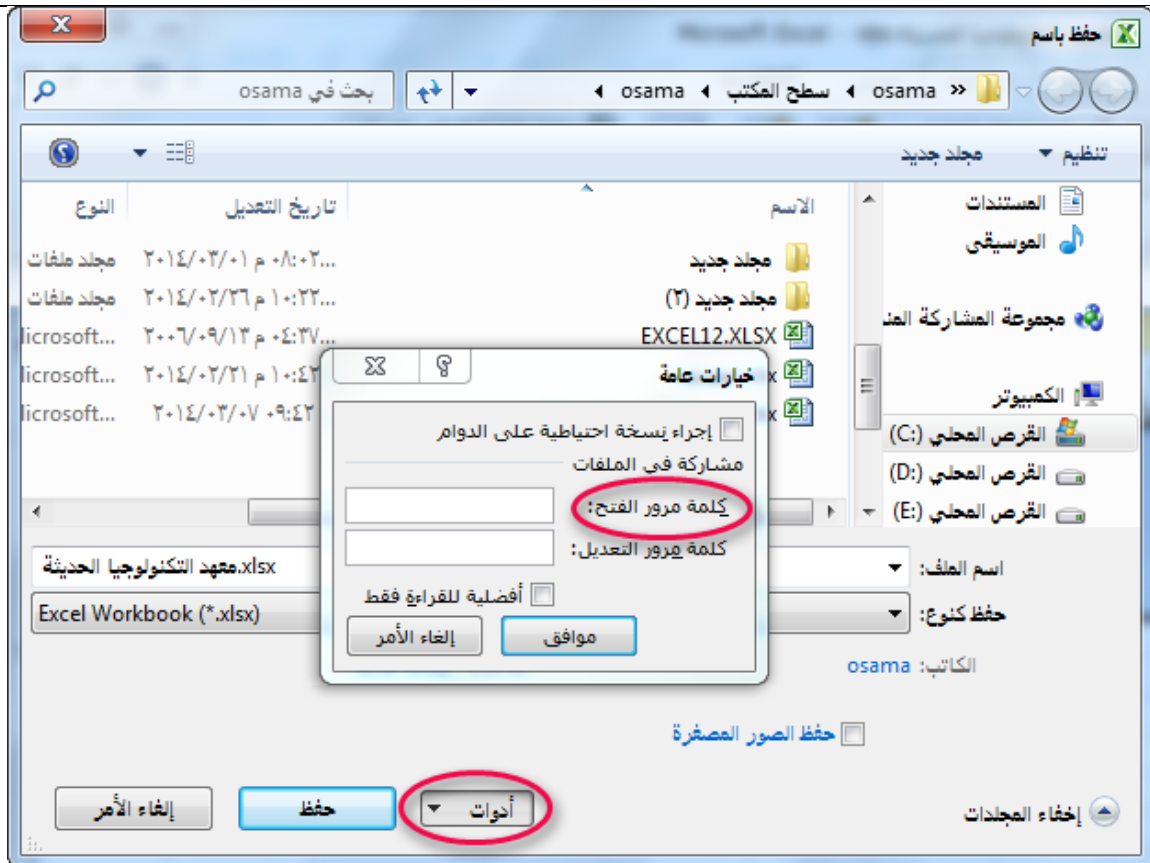 حفظ باسم
osama » سطح المكتب osama
بحث في osama
تنظيم مجلد جديد
المستندات
الموسيقى
الكمبيوتر
القرص المحلي (C:)
القرص المحلي (D:)
القرص المحلي (E:)
الاسم تاريخ التعديل النوع
مجلد جديد ...٠٨:٠٢ م ٢٠١٤/٠٣/٠١ مجلد ملفات
مجلد جديد (٢) ...١٠:٢٢ م ٢٠١٤/٠٢/٢٦ مجلد ملفات
EXCEL12.XLSX ...٠٤:٣٧ م ٢٠٠٦/٠٩/١٣ licrosoft...
١٠:٤٢ م ٢٠١٤/٠٢/٢١ licrosoft...
٠٩:٤٢ ٢٠١٤/٠٣/٠٧ licrosoft...
خيارات عامة
إجراء نسخة احتياطية على الدوام
مشاركة في الملفات
كلمة مرور الفتح:
كلمة مرور التعديل:
أفضلية للقراءة فقط
موافق إلغاء الأمر
اسم الملف: معهد التكنولوجيا الحديثة.xlsx
حفظ كنوع: Excel Workbook (*.xlsx)
الكاتب: osama
حفظ الصور المصغرة
إخفاء المجلدات أدوات حفظ إلغاء الأمر